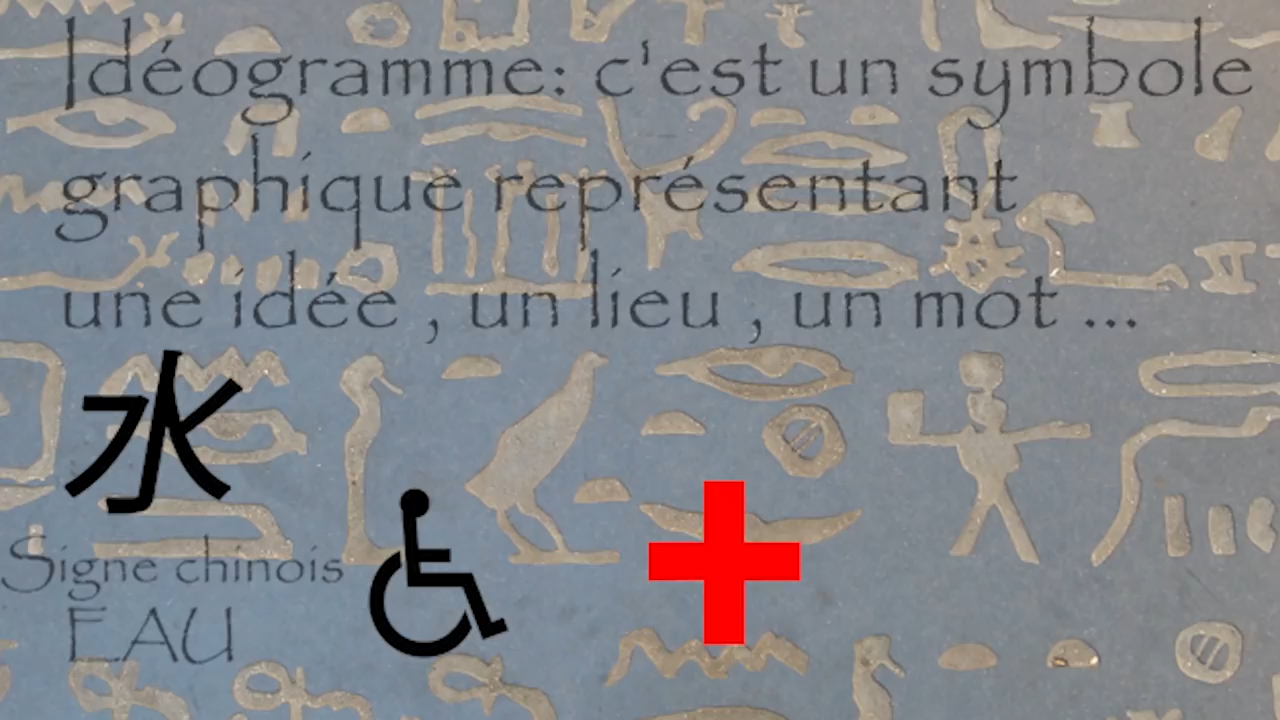 Idéogramme: c'est un symbole
graphique représentant
une idée , un lieu , un mot ...
水
Signe chinois
EAU